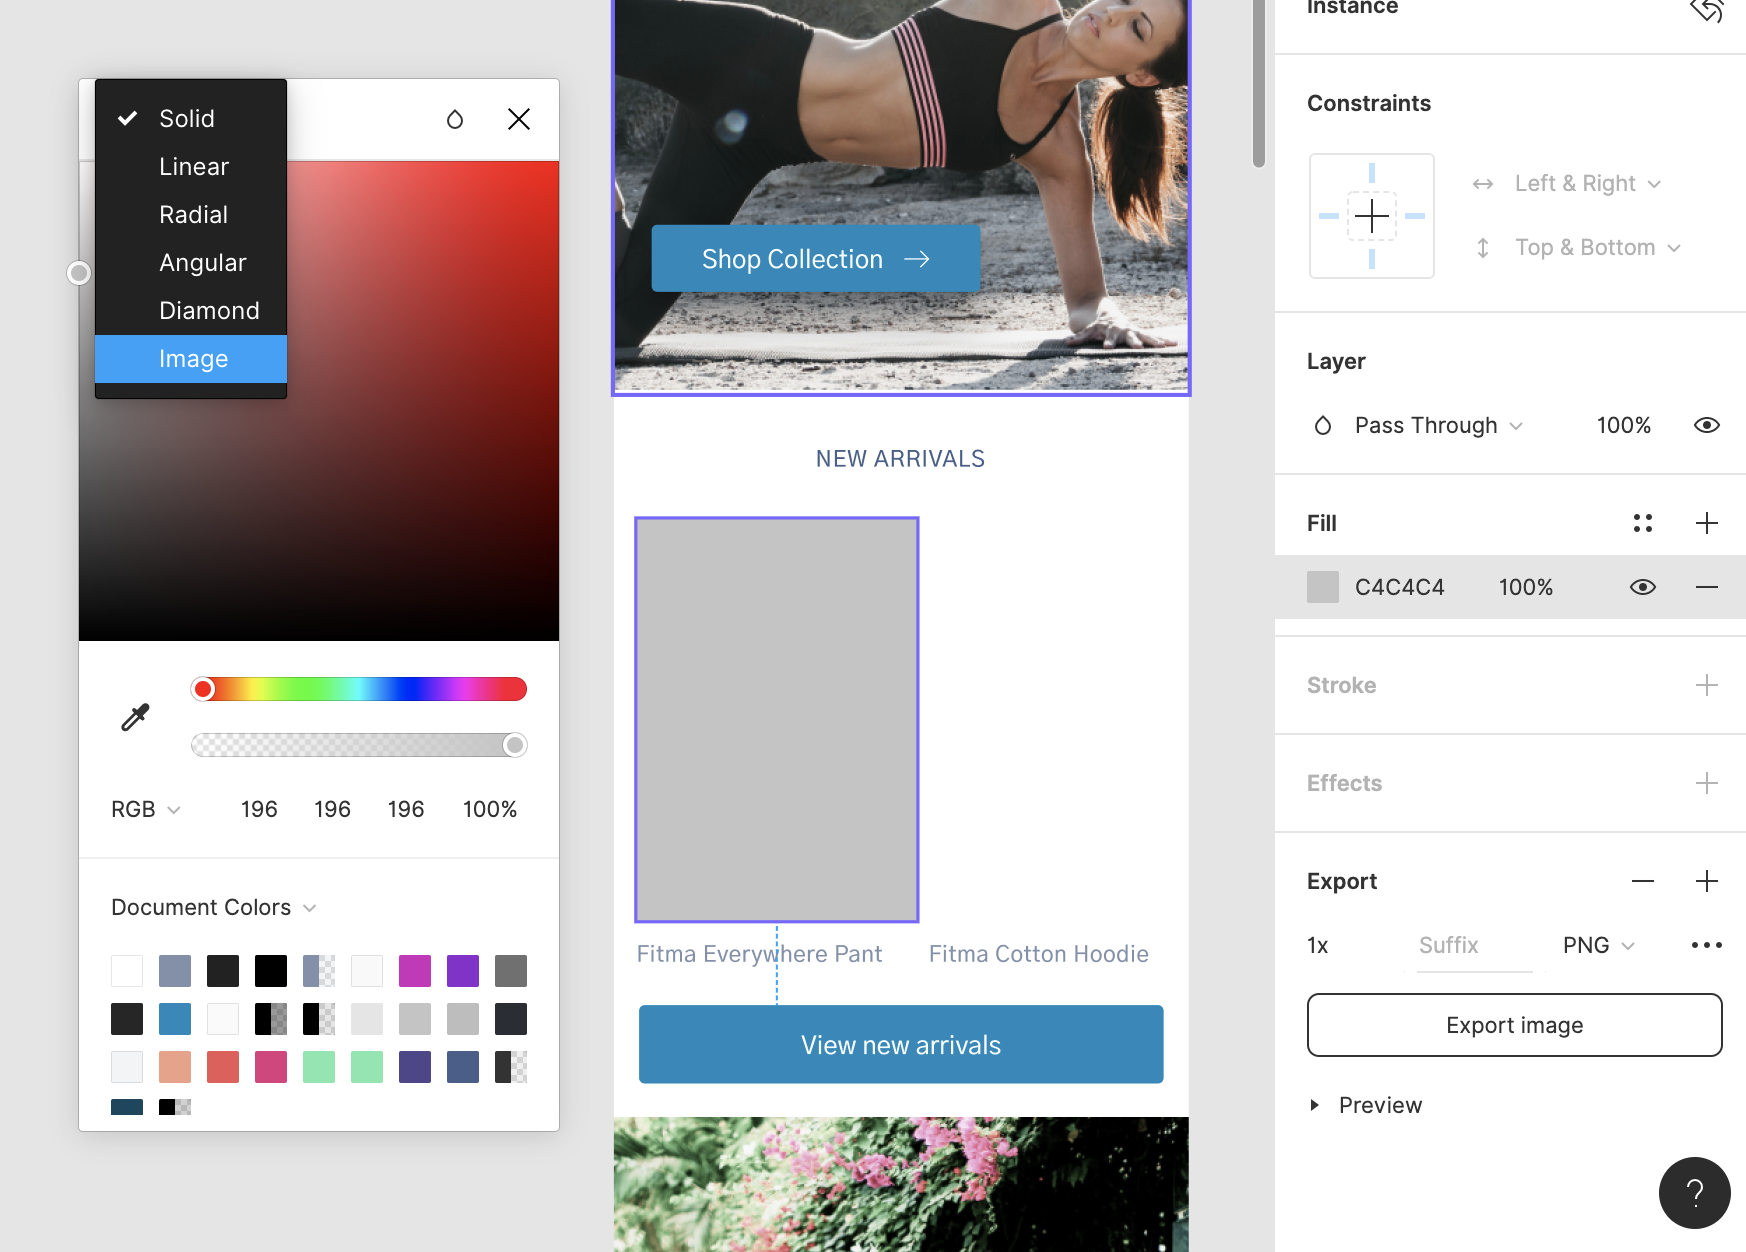 Solid
Linear
Radial
Angular
Diamond
Image
RGB 196 196 196 100%
Document Colors
Shop Collection
NEW ARRIVALS
Fitma Everywhere Pant
Fitma Cotton Hoodie
View new arrivals
Instance
Constraints
Left & Right
Top & Bottom
Layer
Pass Through 100%
Fill
C4C4C4 100%
Stroke
Effects
Export
1x Suffix PNG
Export image
Preview
?